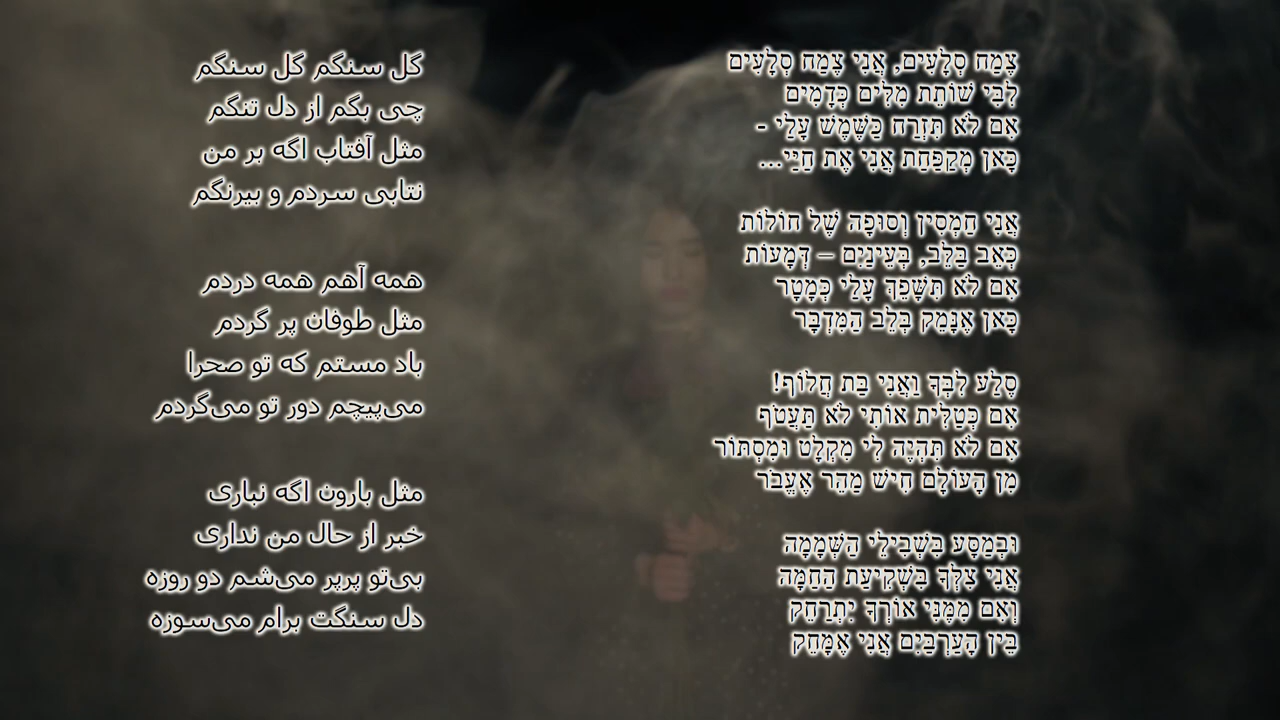 گل سنگم گل سنگم
چی بگم از دل تنگم
مثل آفتاب اگه بر من
نتابی سردم و بیرنگم
همه آهم همه دردم
مثل طوفان پر گردم
باد مستم که تو صحرا
می‌پیچم دور تو می‌گردم
مثل بارون اگه نباری
خبر از حال من نداری
بی‌تو پرپر می‌شم دو روزه
دل سنگت برام می‌سوزه
צֶמַח סְלָעִים, אֲנִי צֶמַח סְלָעִים
לִבִּי שׁוֹתֵת מִלִּים כְּדָמִים
אִם לֹא תִּזְרַח כַּשֶּׁמֶשׁ עָלַי -
כָּאן מְקַפַּחַת אֲנִי אֶת חַיַּי...
אֲנִי חַמְסִין וְסוּפָה שֶׁל חוֹלוֹת
כְּאֵב בַּלֵּב, בְּעֵינַיִם – דְּמָעוֹת
אִם לֹא תִּשָּׁפֵךְ עָלַי כְּמָטָר
כָּאן אֶנָּמֵק בְּלֵב הַמִּדְבָּר
סֶלַע לִבְּךָ וַאֲנִי בַּת חֲלוֹף!
אִם כְּטַלִּית אוֹתִי לֹא תַּעֲטֹף
אִם לֹא תִּהְיֶה לִי מִקְלָט וּמִסְתּוֹר
מִן הָעוֹלָם חִישׁ מַהֵר אֶעֱבֹר
וּבְמַסָּע בִּשְׁבִילֵי הַשְּׁמָמָה
אֲנִי צִלְּךָ בִּשְׁקִיעַת הַחַמָּה
וְאִם מִמֶּנִּי אוֹרְךָ יִתְרַחֵק
בֵּין הָעַרְבַּיִם אֲנִי אֶמָּחֵק